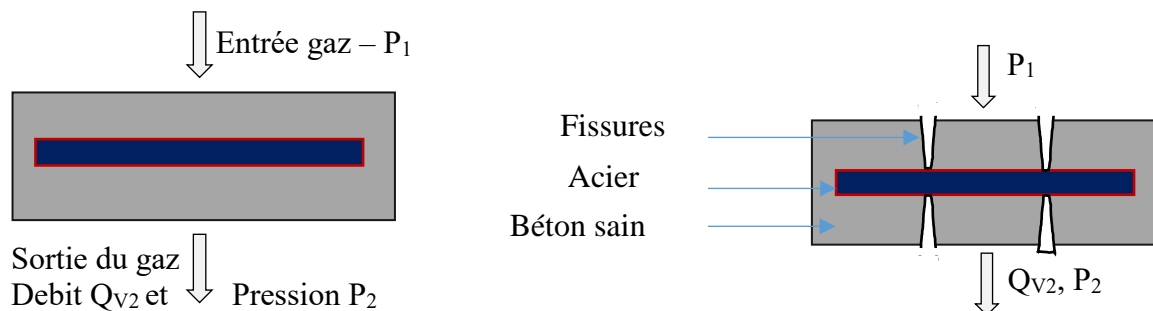 Entrée gaz – P₁
Sortie du gaz
Debit Qᵥ₂ et Pression P₂
P₁
Fissures
Acier
Béton sain
Qᵥ₂, P₂